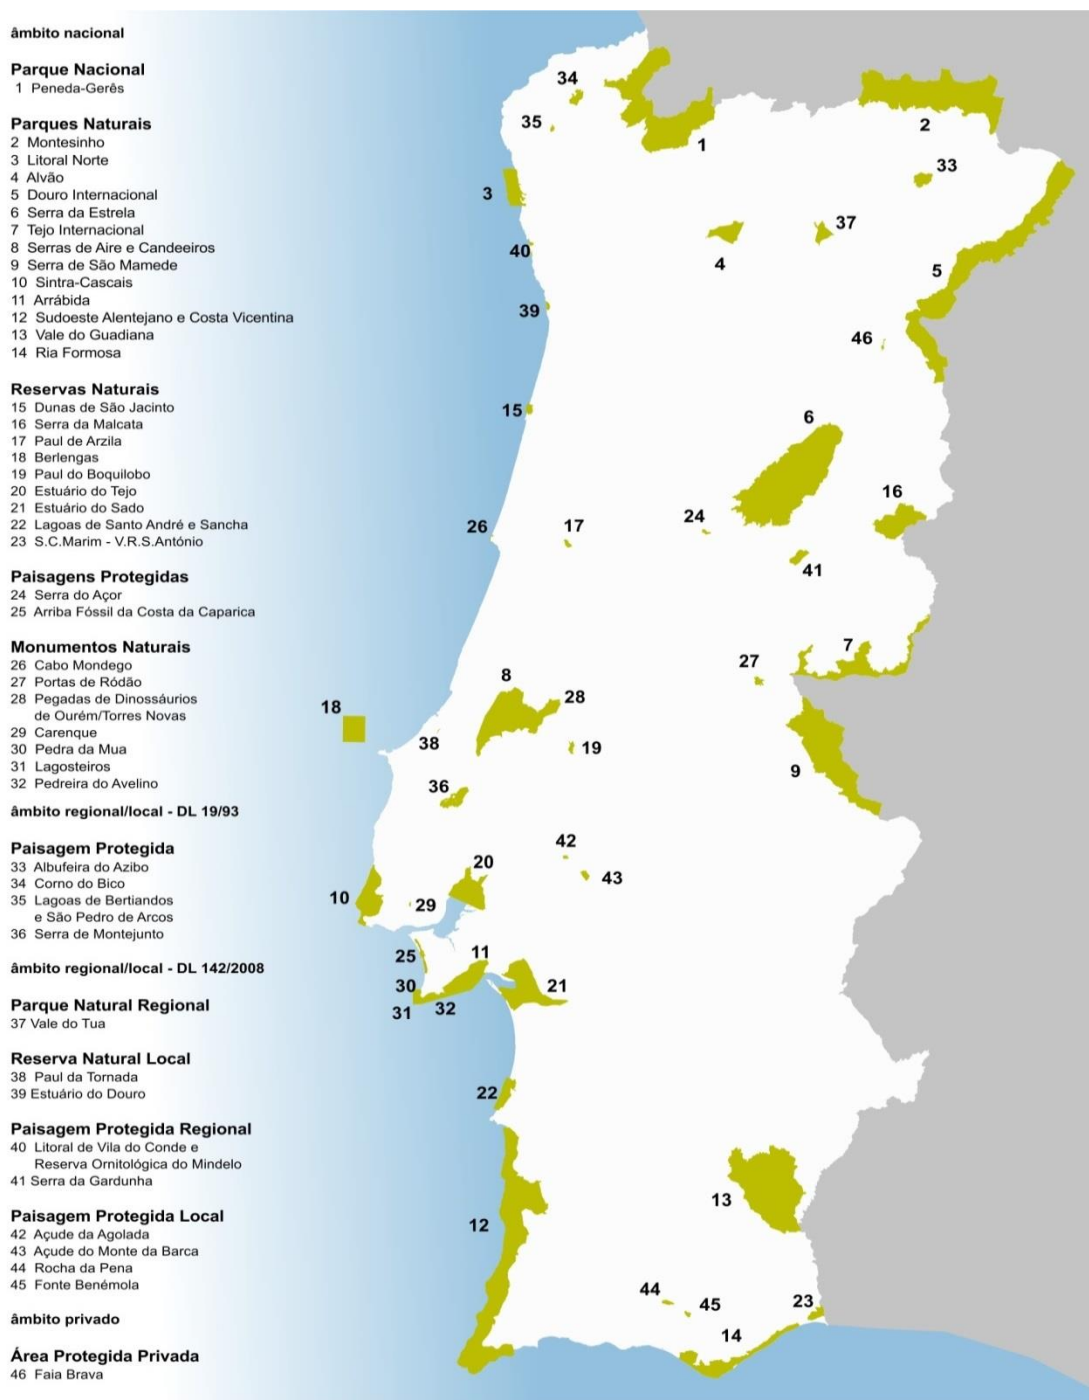 âmbito nacional
Parque Nacional
1 Peneda-Gerês
Parques Naturais
2 Montesinho
3 Litoral Norte
4 Alvão
5 Douro Internacional
6 Serra da Estrela
7 Tejo Internacional
8 Serras de Aire e Candeeiros
9 Serra de São Mamede
10 Sintra-Cascais
11 Arrábida
12 Sudoeste Alentejano e Costa Vicentina
13 Vale do Guadiana
14 Ria Formosa
Reservas Naturais
15 Dunas de São Jacinto
16 Serra da Malcata
17 Paul de Arzila
18 Berlengas
19 Paul do Boquilobo
20 Estuário do Tejo
21 Estuário do Sado
22 Lagoas de Santo André e Sancha
23 S.C.Marim - V.R.S.António
Paisagens Protegidas
24 Serra do Açor
25 Arriba Fóssil da Costa da Caparica
Monumentos Naturais
26 Cabo Mondego
27 Portas de Ródão
28 Pegadas de Dinossáurios
de Ourém/Torres Novas
29 Carenque
30 Pedra da Mua
31 Lagosteiros
32 Pedreira do Avelino
âmbito regional/local - DL 19/93
Paisagem Protegida
33 Albufeira do Azibo
34 Corno do Bico
35 Lagoas de Bertiandos
e São Pedro de Arcos
36 Serra de Montejunto
âmbito regional/local - DL 142/2008
Parque Natural Regional
37 Vale do Tua
Reserva Natural Local
38 Paul da Tornada
39 Estuário do Douro
Paisagem Protegida Regional
40 Litoral de Vila do Conde e
Reserva Ornitológica do Mindelo
41 Serra da Gardunha
Paisagem Protegida Local
42 Açude da Agolada
43 Açude do Monte da Barca
44 Rocha da Pena
45 Fonte Benémola
âmbito privado
Área Protegida Privada
46 Faia Brava
34
35
1
2
33
3
37
40
4
5
39
46
15
6
16
26
17
24
41
7
27
8
28
18
38
19
9
36
42
20
43
10
29
25
11
30
21
31
32
22
13
12
44
45
23
14